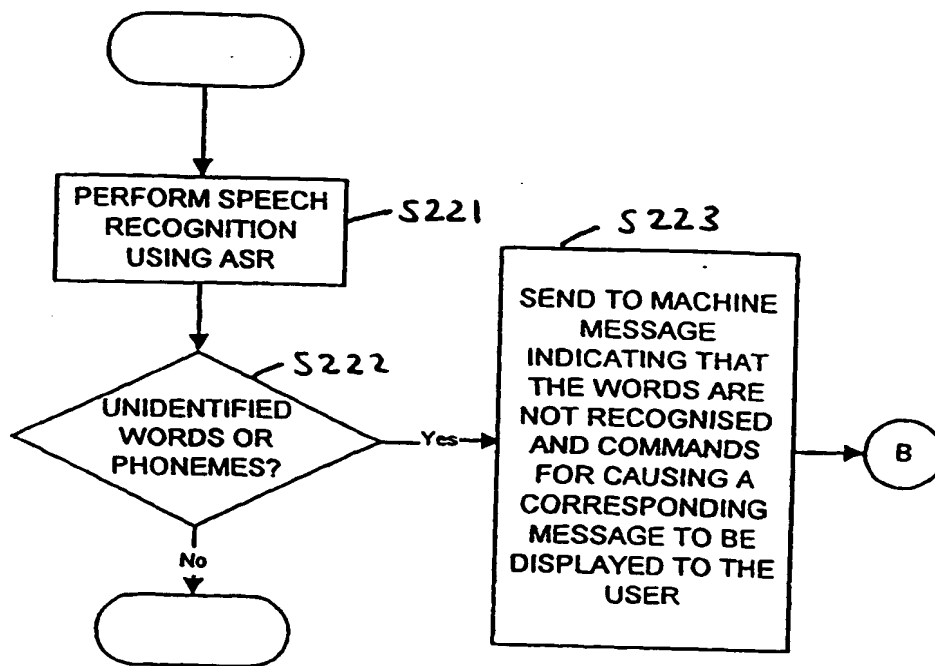 PERFORM SPEECH
RECOGNITION
USING ASR
S221
S223
SEND TO MACHINE
MESSAGE
INDICATING THAT
THE WORDS ARE
NOT RECOGNISED
AND COMMANDS
FOR CAUSING A
CORRESPONDING
MESSAGE TO BE
DISPLAYED TO THE
USER
S222
UNIDENTIFIED
WORDS OR
PHONEMES?
Yes
B
No